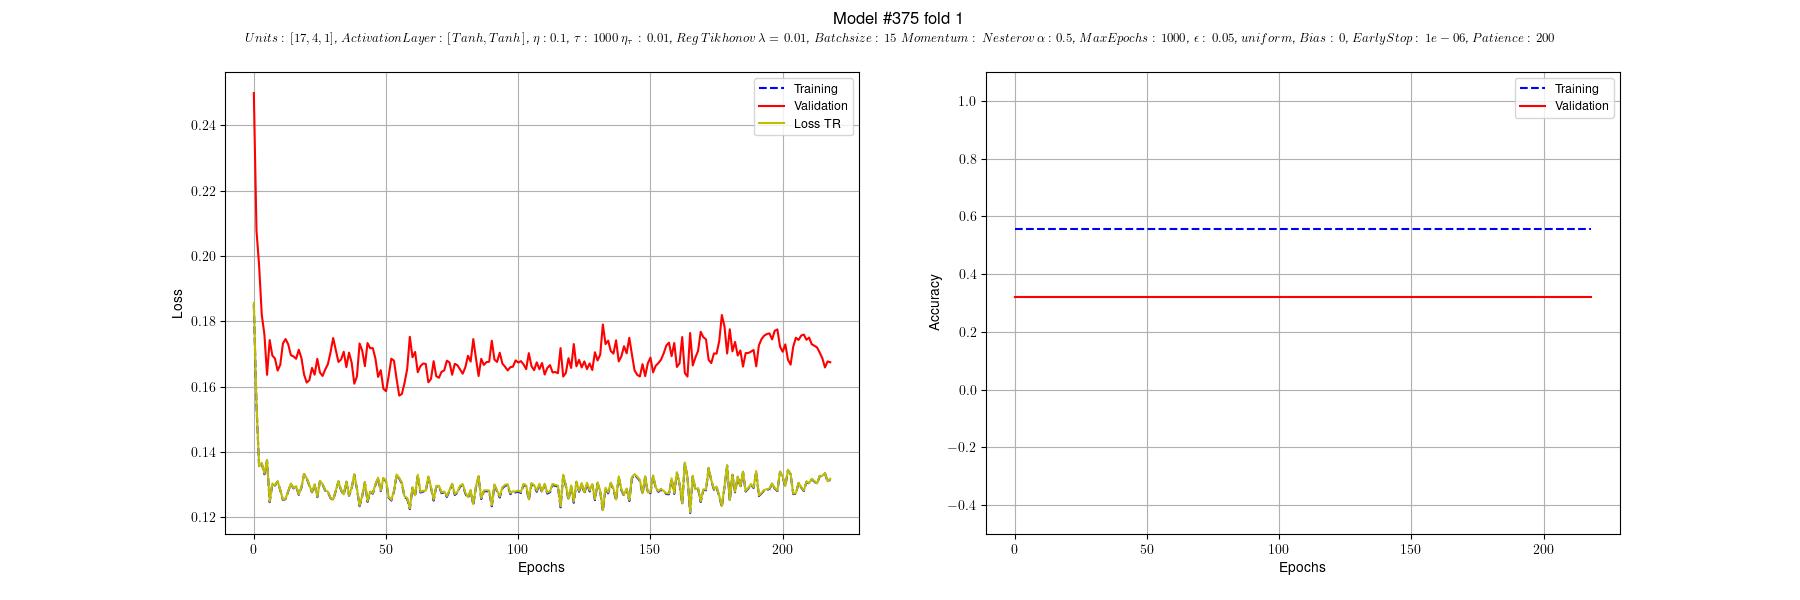 Model #375 fold 1
Units : [17, 4, 1], ActivationLayer : [Tanh, Tanh], η : 0.1, τ : 1000 η_τ : 0.01, Reg Tikhonov λ = 0.01, Batchsize : 15 Momentum : Nesterov α : 0.5, MaxEpochs : 1000, ϵ : 0.05, uniform, Bias : 0, EarlyStop : 1e − 06, Patience : 200
Training
Validation
Loss TR
0.24
0.22
0.20
0.18
0.16
0.14
0.12
Loss
0 50 100 150 200
Epochs
Training
Validation
1.0
0.8
0.6
0.4
0.2
0.0
−0.2
−0.4
Accuracy
0 50 100 150 200
Epochs